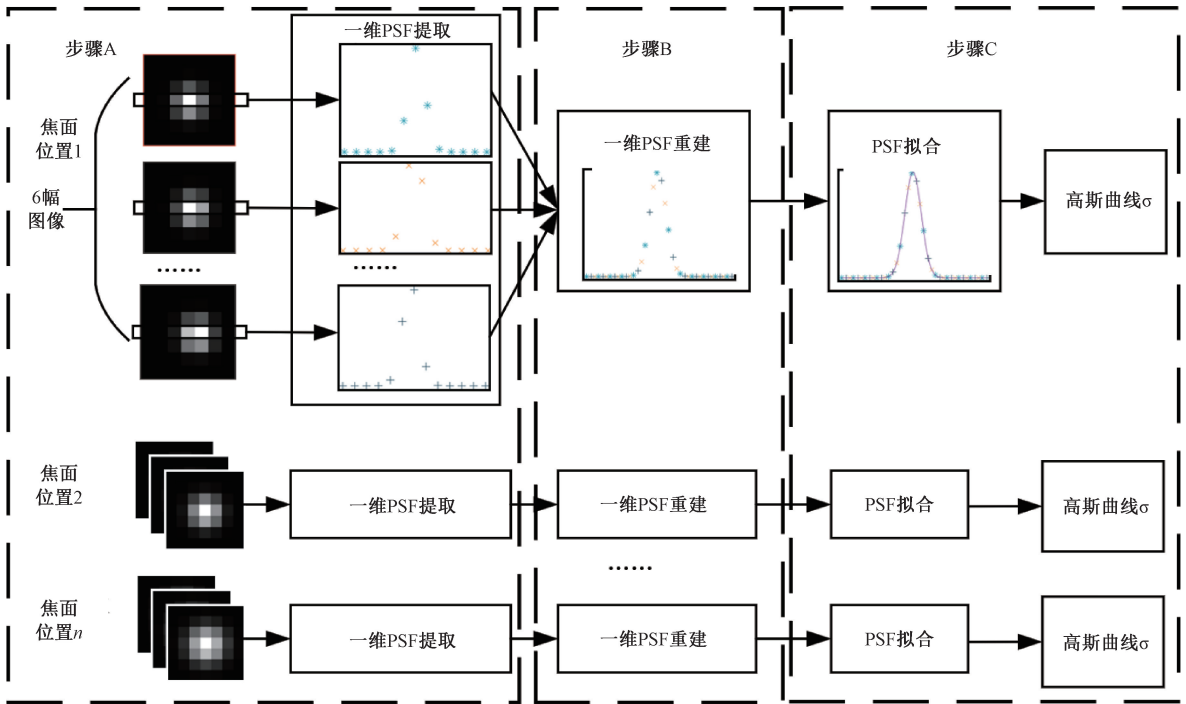 步骤A
一维PSF提取
步骤B
步骤C
焦面
位置1
6幅
图像
······
······
一维PSF重建
PSF拟合
高斯曲线σ
焦面
位置2
一维PSF提取
一维PSF重建
PSF拟合
高斯曲线σ
······
焦面
位置n
一维PSF提取
一维PSF重建
PSF拟合
高斯曲线σ